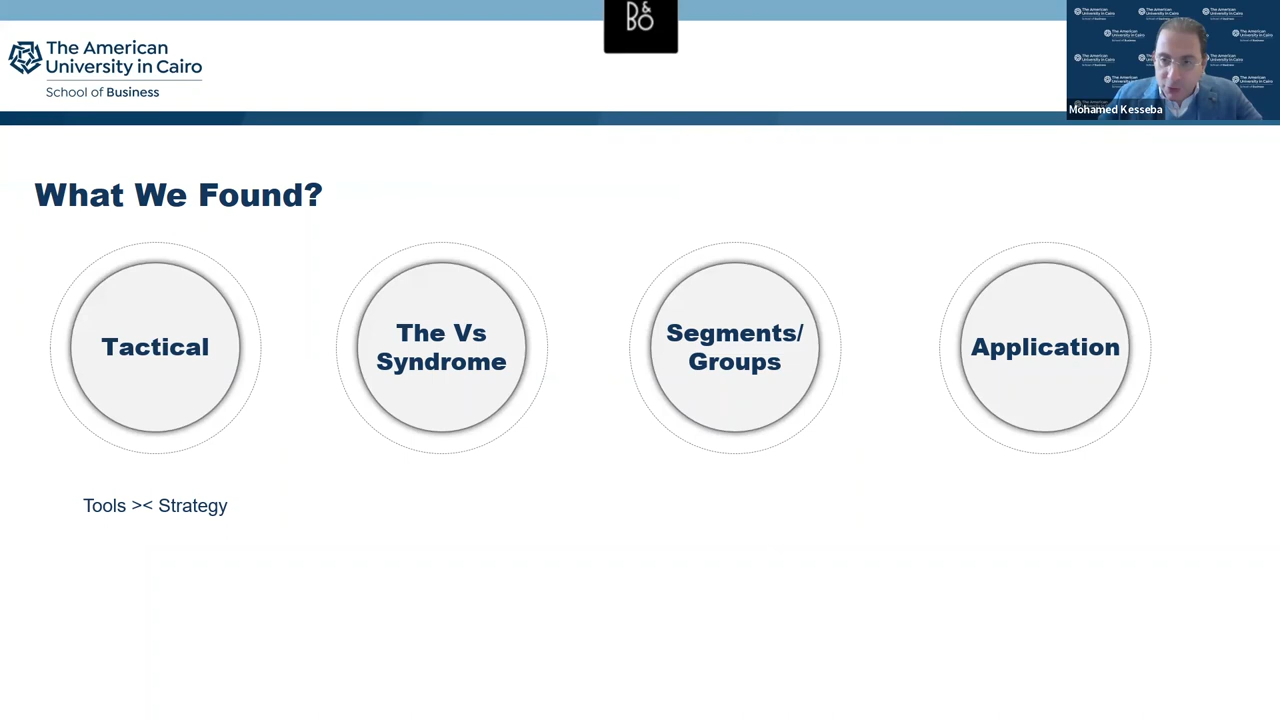 B&O
The American
University in Cairo
School of Business
Mohamed Kesseba
What We Found?
Tactical
The Vs
Syndrome
Segments/
Groups
Application
Tools >< Strategy